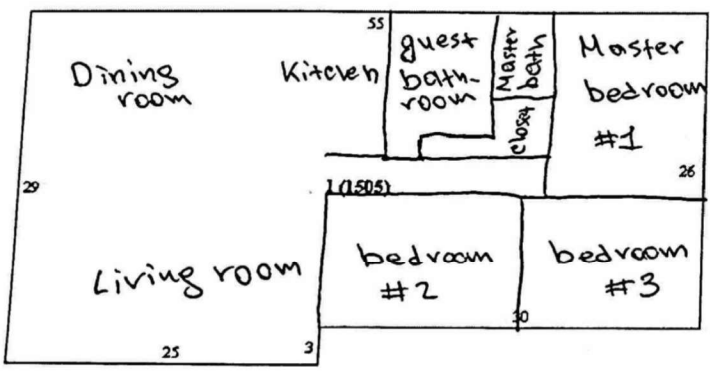 55
guest
bath-
room
Master
bath
Master
bedroom
#1
Dining
room
Kitchen
closet
26
29
1 (1505)
Living room
bedroom
#2
bedroom
#3
30
25
3